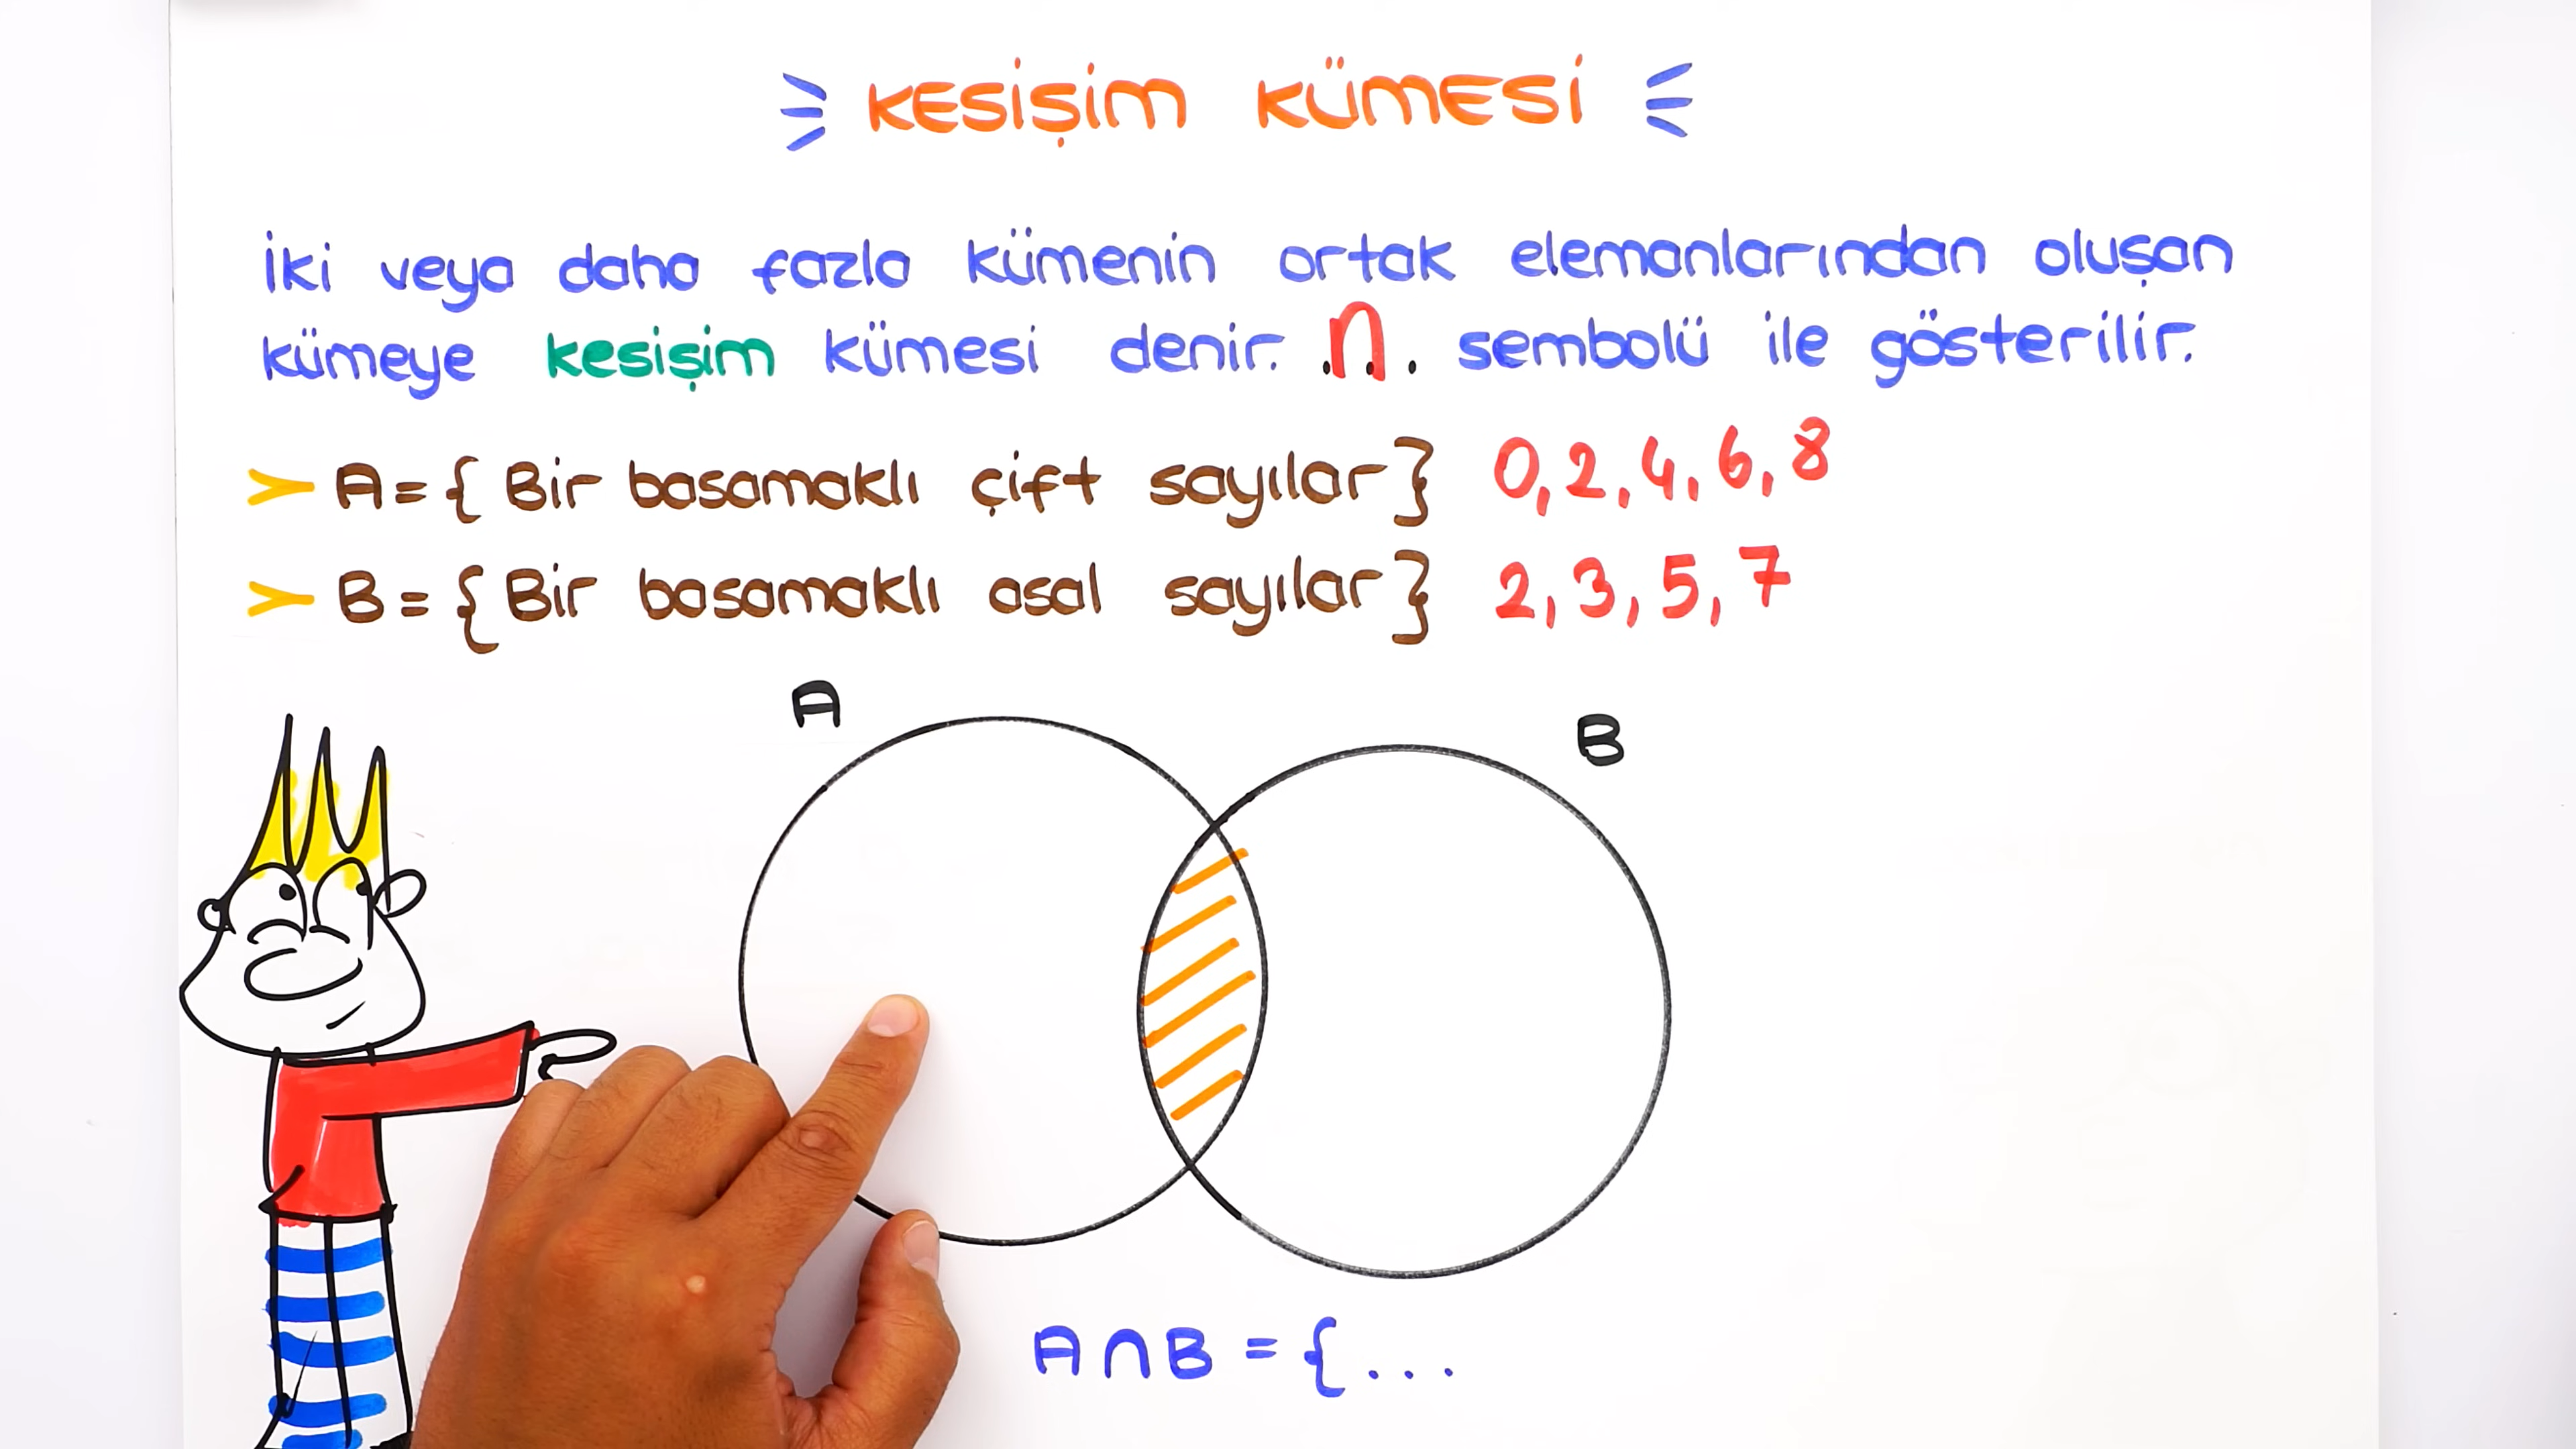 KESİŞİM KÜMESİ
İki veya daha fazla kümenin ortak elemanlarından oluşan
kümeye kesişim kümesi denir. .∩. sembolü ile gösterilir.
A = { Bir basamaklı çift sayılar } 0, 2, 4, 6, 8
B = { Bir basamaklı asal sayılar } 2, 3, 5, 7
A
B
A∩B = {...